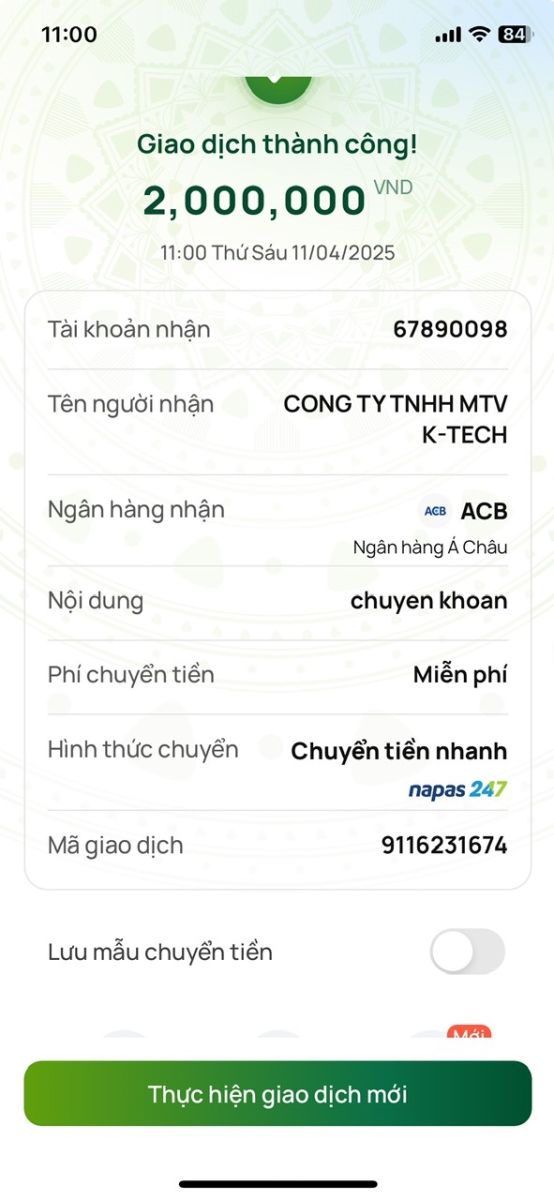 11:00
84
Giao dịch thành công!
2,000,000 VND
11:00 Thứ Sáu 11/04/2025
Tài khoản nhận 67890098
Tên người nhận CONG TY TNHH MTV
K-TECH
Ngân hàng nhận ACB ACB
Ngân hàng Á Châu
Nội dung chuyen khoan
Phí chuyển tiền Miễn phí
Hình thức chuyển Chuyển tiền nhanh
napas 247
Mã giao dịch 9116231674
Lưu mẫu chuyển tiền
Mới
Thực hiện giao dịch mới